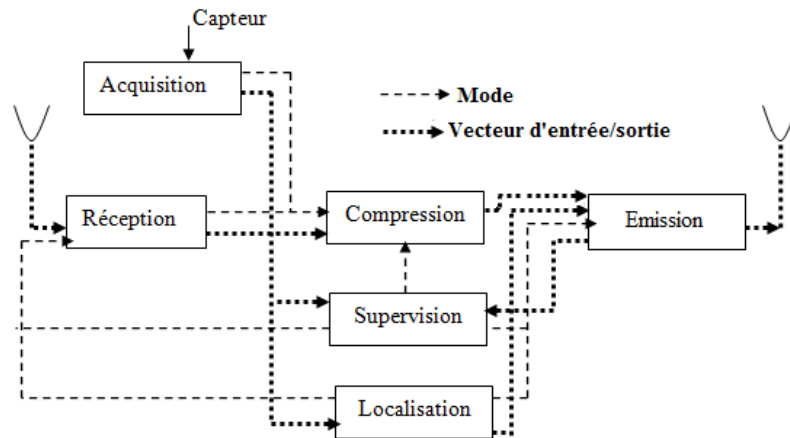 Capteur
Acquisition
Mode
Vecteur d'entrée/sortie
Réception
Compression
Emission
Supervision
Localisation